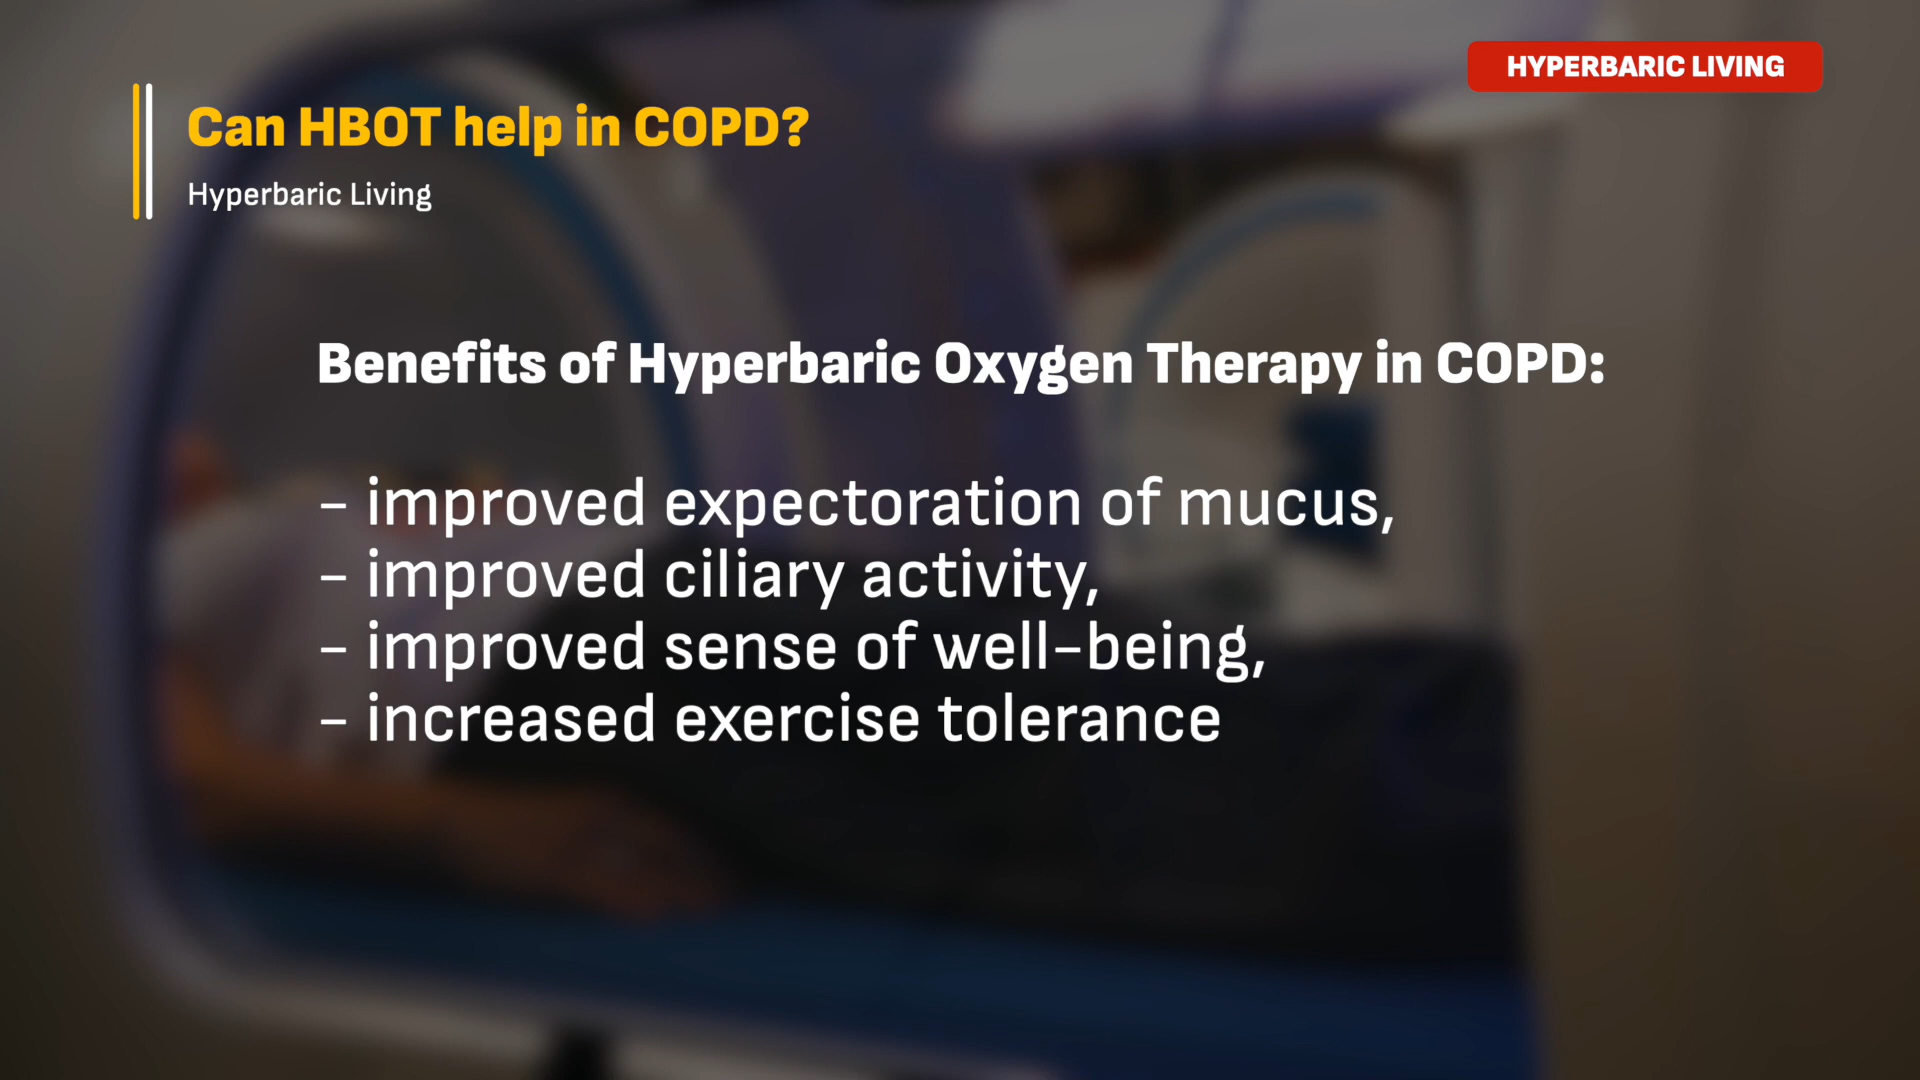 HYPERBARIC LIVING
Can HBOT help in COPD?
Hyperbaric Living
Benefits of Hyperbaric Oxygen Therapy in COPD:
- improved expectoration of mucus,
- improved ciliary activity,
- improved sense of well-being,
- increased exercise tolerance